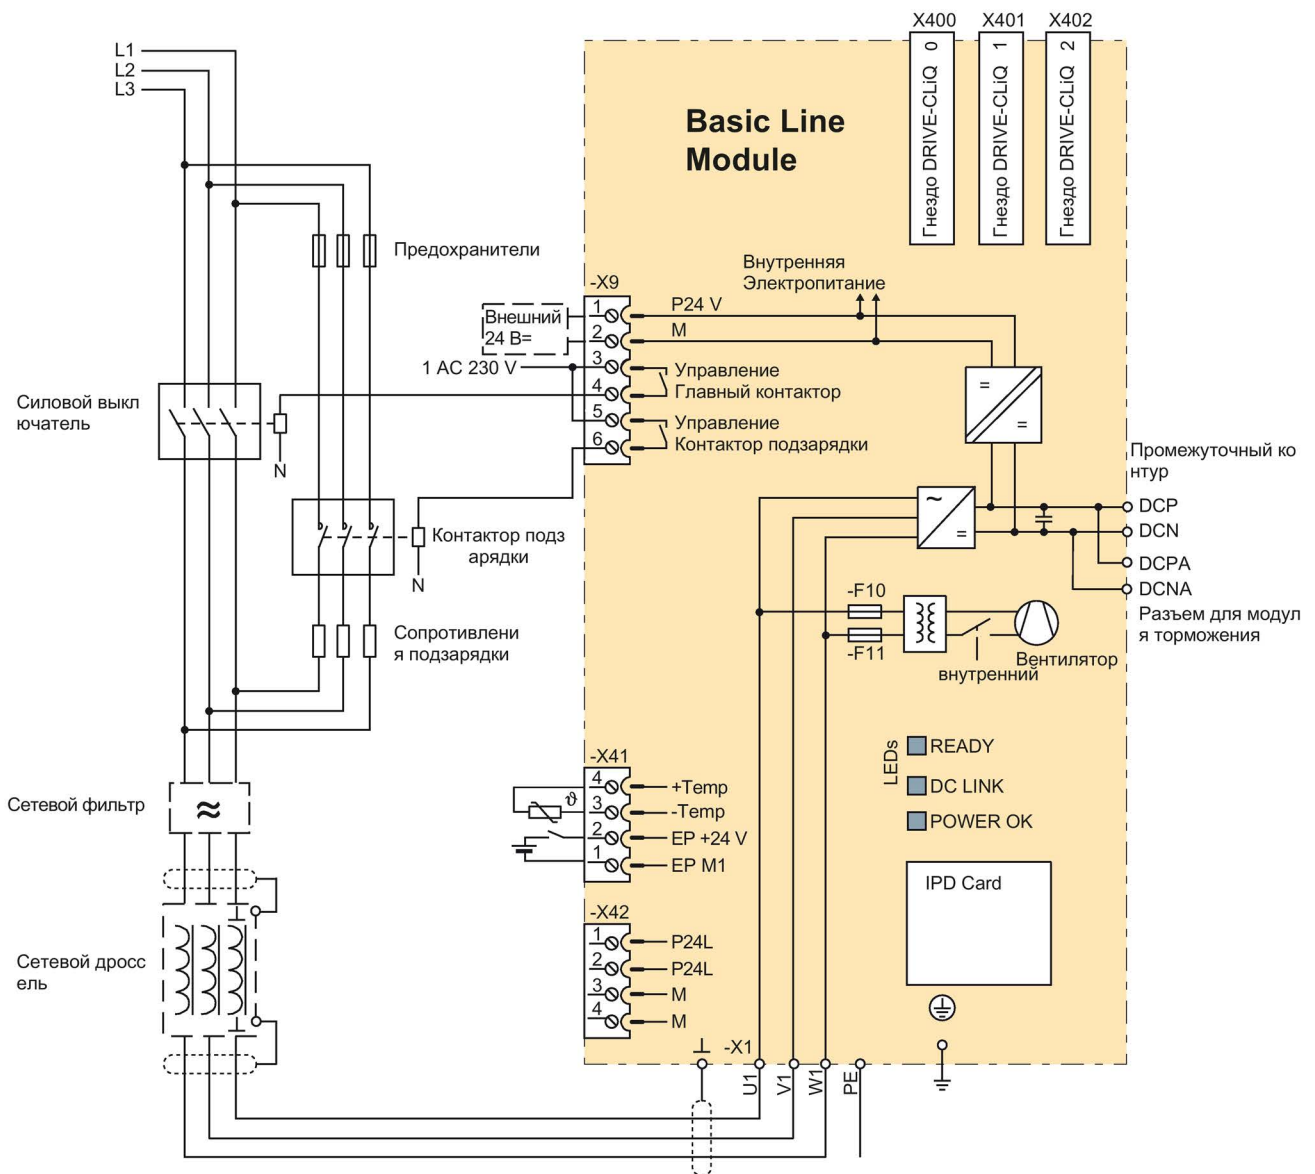 X400
X401
X402
Гнездо DRIVE-CLiQ 0
Гнездо DRIVE-CLiQ 1
Гнездо DRIVE-CLiQ 2
L1
L2
L3
Basic Line
Module
Предохранители
Внутренняя
Электропитание
-X9
1
2
3
4
5
6
P24 V
M
Внешний
24 В=
1 AC 230 V
Управление
Главный контактор
Управление
Контактор подзарядки
Силовой выкл
ючатель
N
Контактор подз
арядки
N
=
=
~
=
Промежуточный ко
нтур
DCP
DCN
DCPA
DCNA
Разъем для модул
я торможения
-F10
-F11
внутренний
Вентилятор
Сопротивлени
я подзарядки
Сетевой фильтр
≈
-X41
4
3
2
1
ϑ
+Temp
-Temp
EP +24 V
EP M1
LEDs
READY
DC LINK
POWER OK
IPD Card
-X42
1
2
3
4
P24L
P24L
M
M
Сетевой дросс
ель
-X1
U1
V1
W1
PE